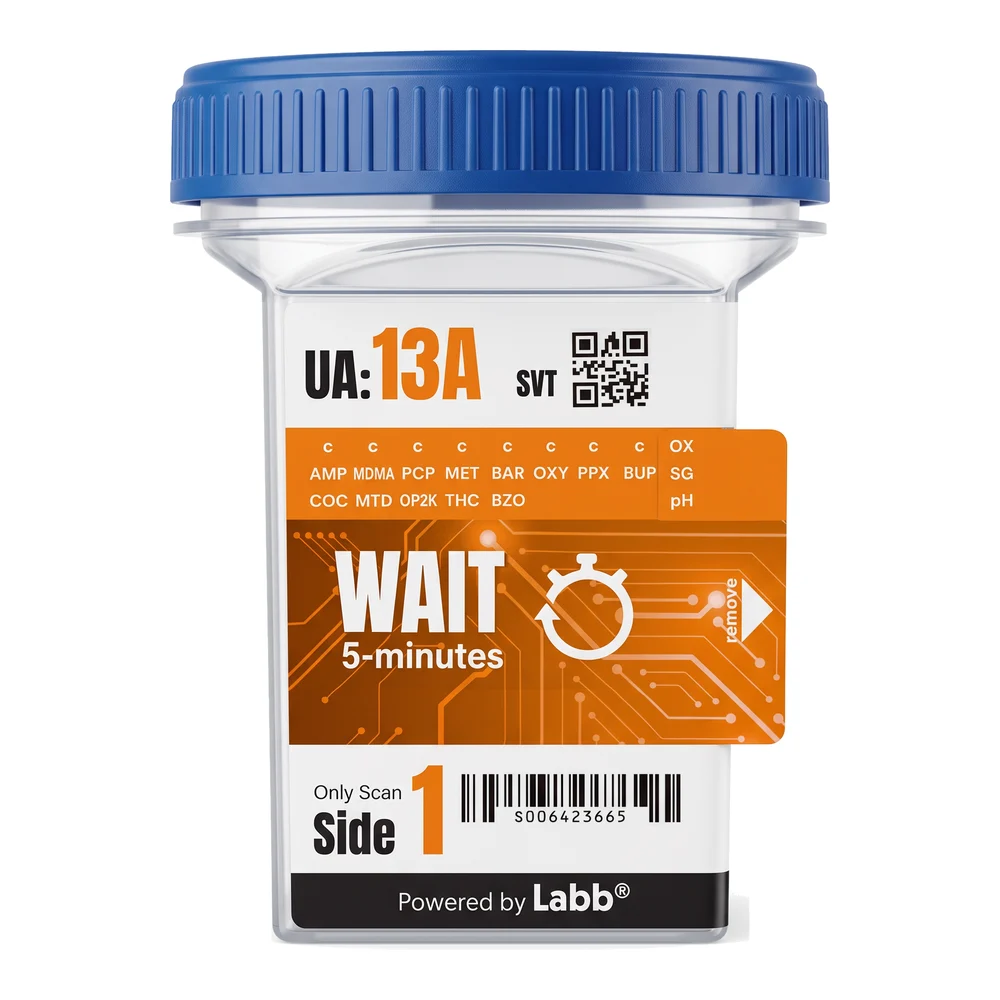 UA:13A SVT
C C C C C C C C OX
AMP MDMA PCP MET BAR OXY PPX BUP SG
COC MTD OP2K THC BZO pH
WAIT
5-minutes
remove
Only Scan
Side 1
S006423665
Powered by Labb®